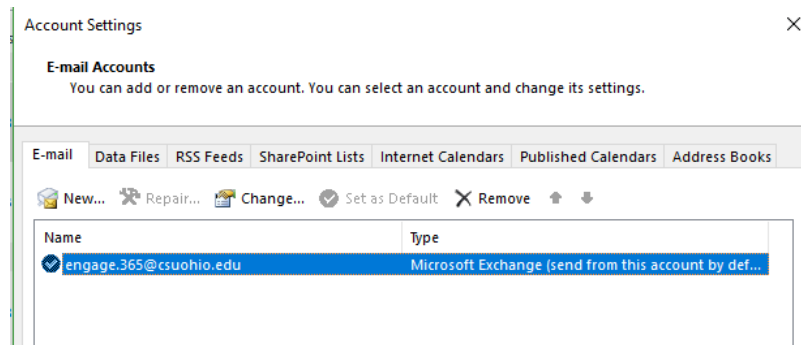 Account Settings
E-mail Accounts
You can add or remove an account. You can select an account and change its settings.
E-mail Data Files RSS Feeds SharePoint Lists Internet Calendars Published Calendars Address Books
New... Repair... Change... Set as Default Remove
Name Type
engage.365@csuohio.edu Microsoft Exchange (send from this account by def...